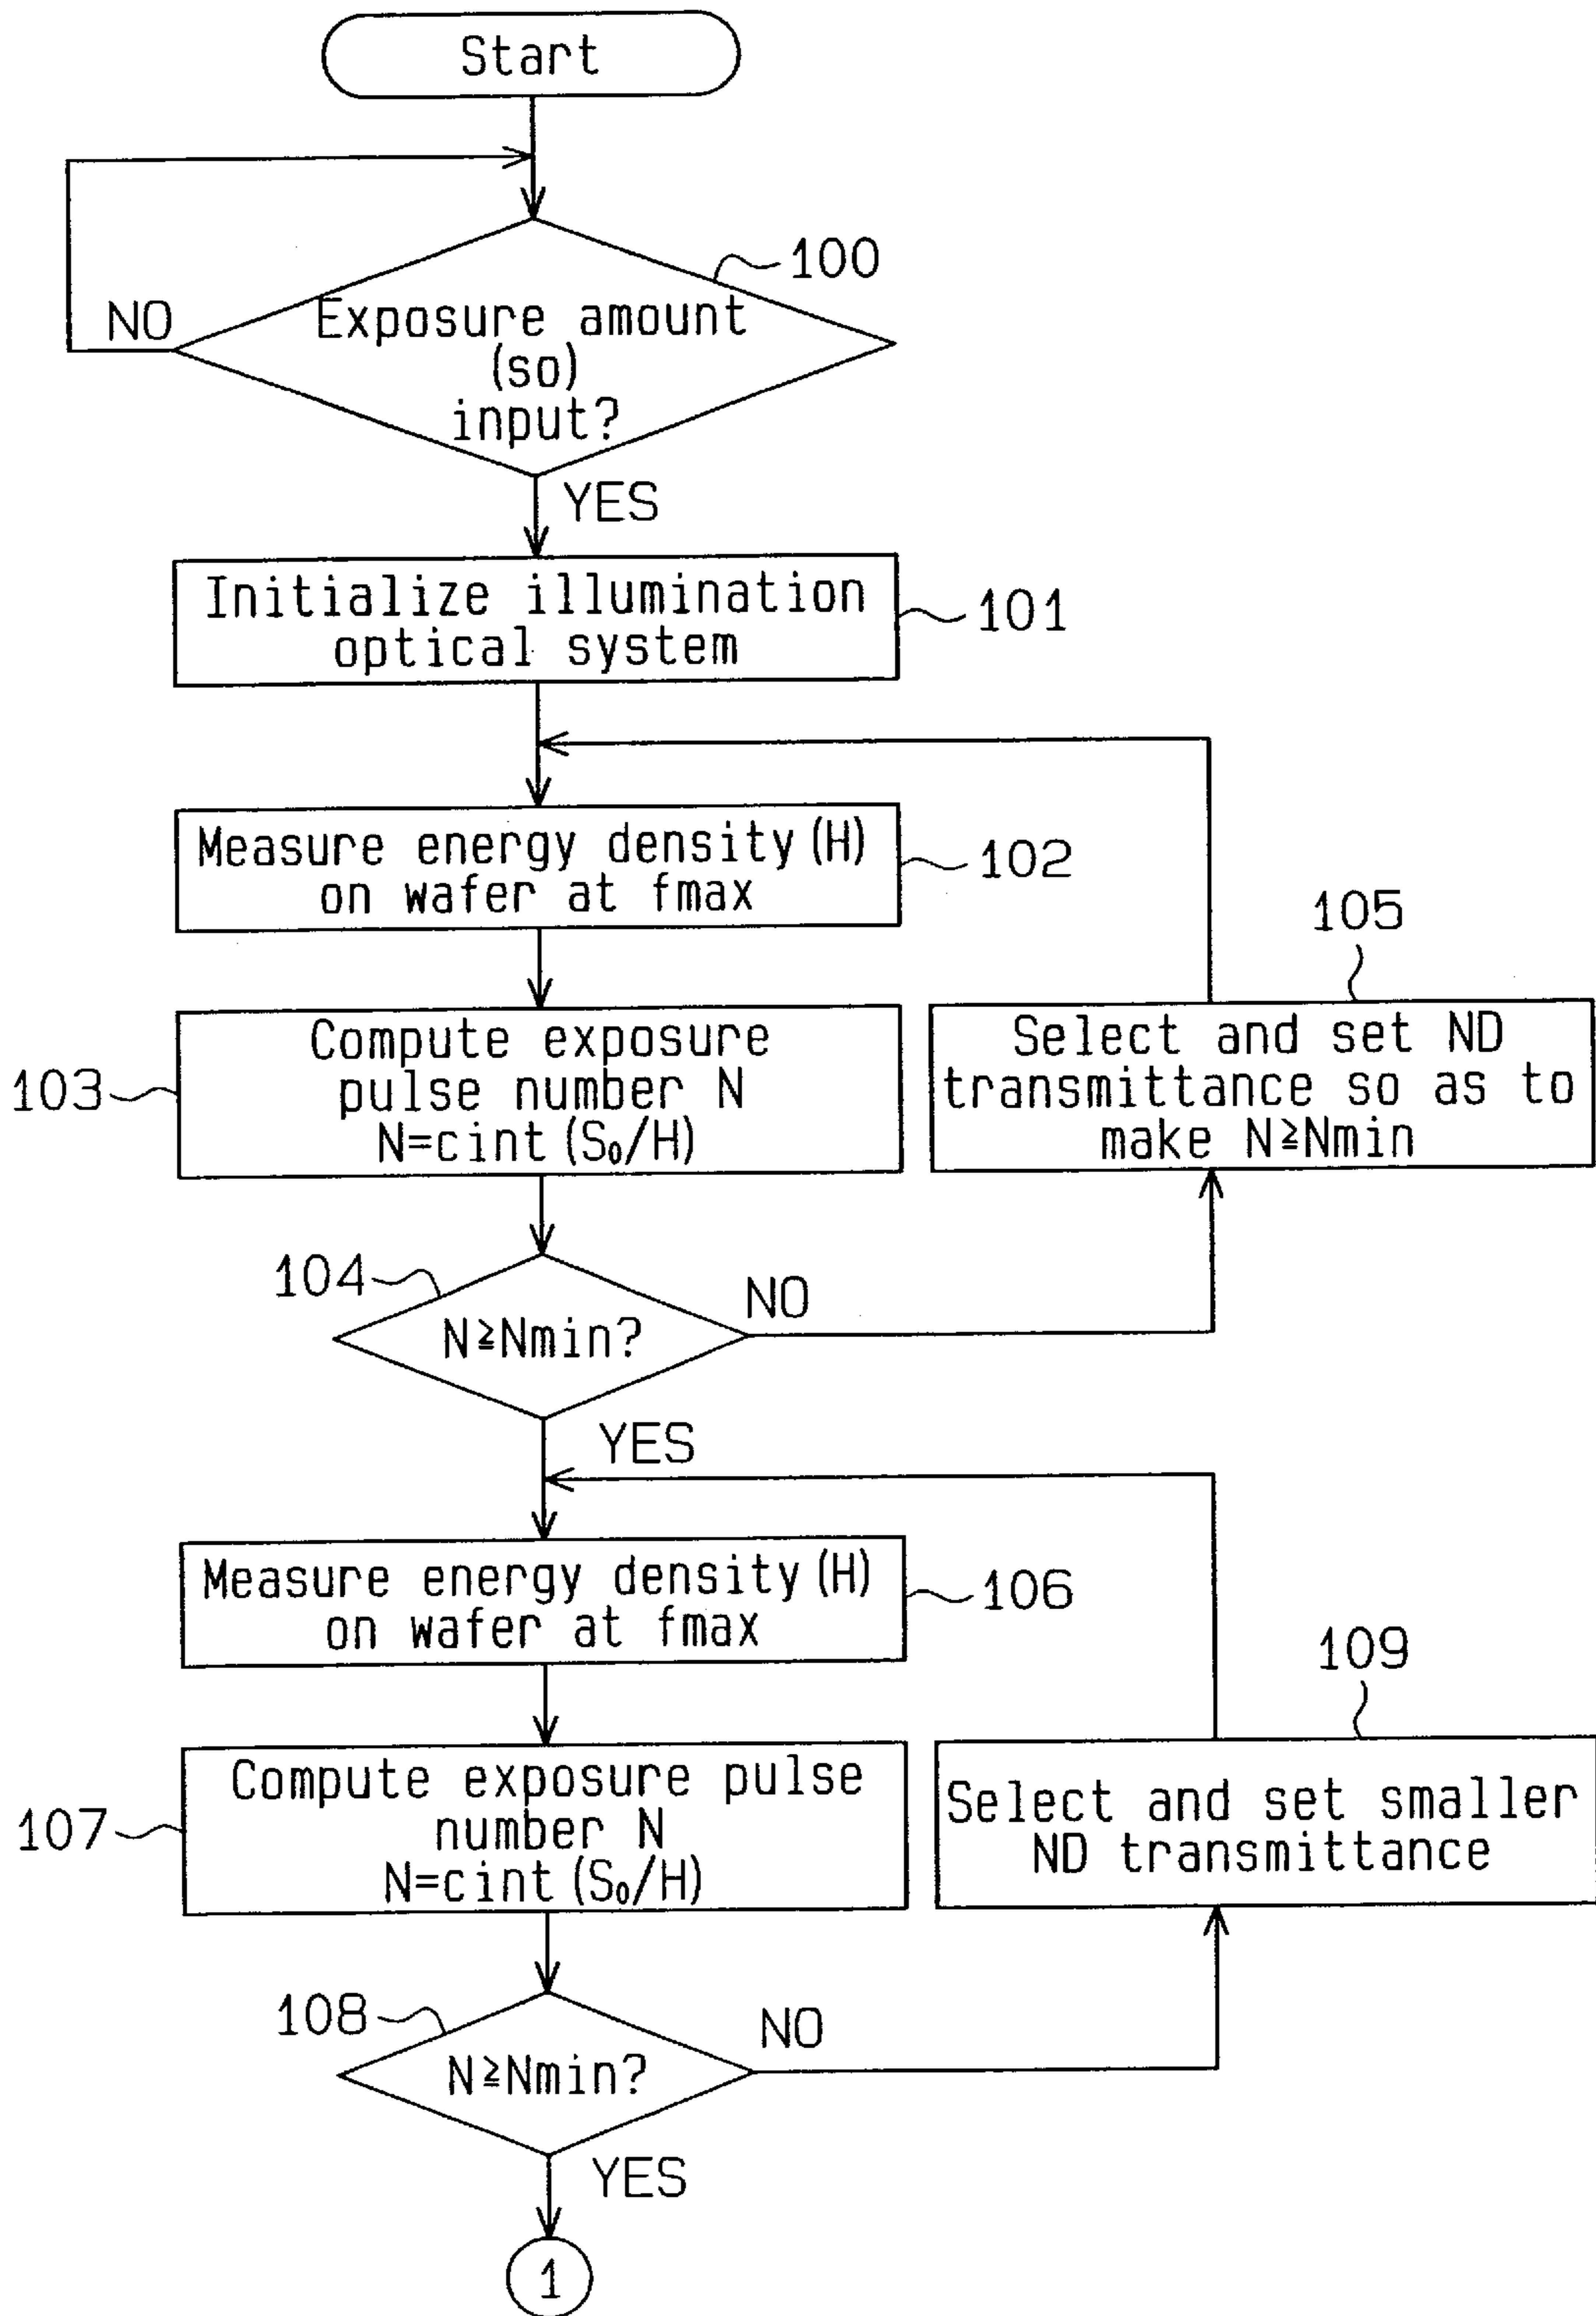 Start
100
Exposure amount
(so)
input?
NO
YES
Initialize illumination
optical system
101
Measure energy density (H)
on wafer at fmax
102
103
Compute exposure
pulse number N
N=cint (S₀/H)
105
Select and set ND
transmittance so as to
make N≧Nmin
104
N≧Nmin?
NO
YES
Measure energy density (H)
on wafer at fmax
106
107
Compute exposure pulse
number N
N=cint (S₀/H)
109
Select and set smaller
ND transmittance
108
N≧Nmin?
NO
YES
1